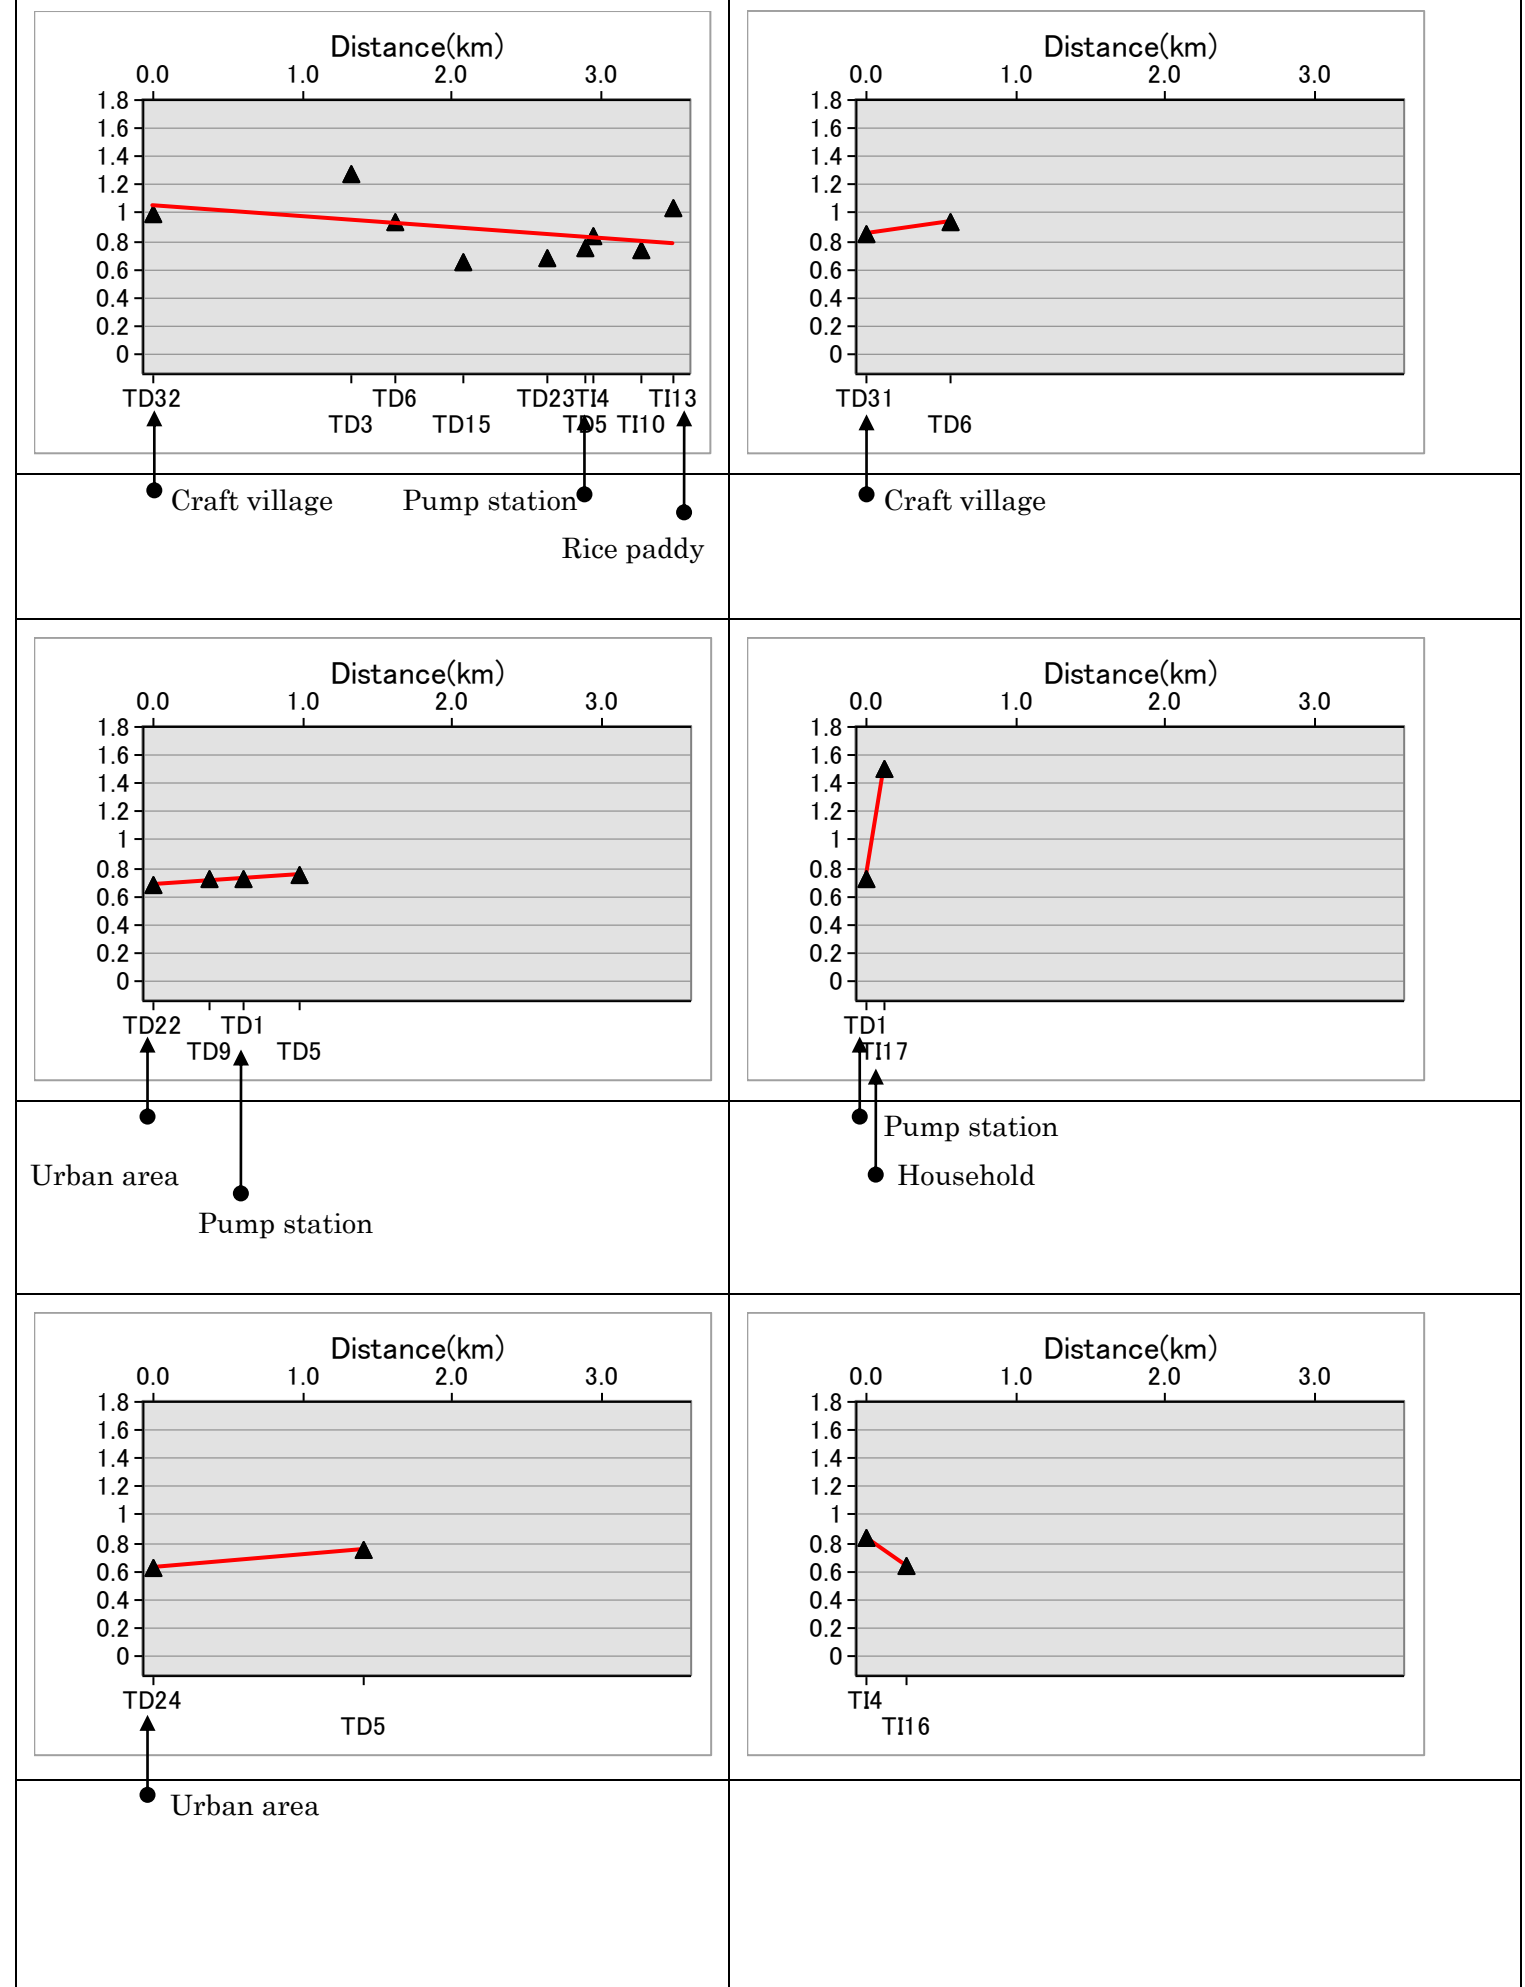 Distance(km)
0.0 1.0 2.0 3.0
1.8
1.6
1.4
1.2
1
0.8
0.6
0.4
0.2
0
TD32 TD6 TD23 TI4 TI13
TD3 TD15 TD5 TI10
Craft village Pump station
Rice paddy
Distance(km)
0.0 1.0 2.0 3.0
1.8
1.6
1.4
1.2
1
0.8
0.6
0.4
0.2
0
TD31
TD6
Craft village
Distance(km)
0.0 1.0 2.0 3.0
1.8
1.6
1.4
1.2
1
0.8
0.6
0.4
0.2
0
TD22 TD1
TD9 TD5
Urban area
Pump station
Distance(km)
0.0 1.0 2.0 3.0
1.8
1.6
1.4
1.2
1
0.8
0.6
0.4
0.2
0
TD1
TI17
Pump station
Household
Distance(km)
0.0 1.0 2.0 3.0
1.8
1.6
1.4
1.2
1
0.8
0.6
0.4
0.2
0
TD24
TD5
Urban area
Distance(km)
0.0 1.0 2.0 3.0
1.8
1.6
1.4
1.2
1
0.8
0.6
0.4
0.2
0
TI4
TI16